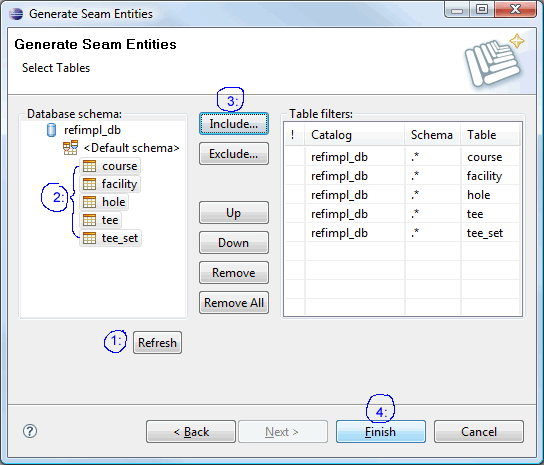 Generate Seam Entities
Generate Seam Entities
Select Tables
3:
Database schema:
refimpl_db
<Default schema>
2:
course
facility
hole
tee
tee_set
Include...
Exclude...
Up
Down
Remove
Remove All
Table filters:
! Catalog Schema Table
refimpl_db .* course
refimpl_db .* facility
refimpl_db .* hole
refimpl_db .* tee
refimpl_db .* tee_set
1: Refresh
4:
? < Back Next > Finish Cancel